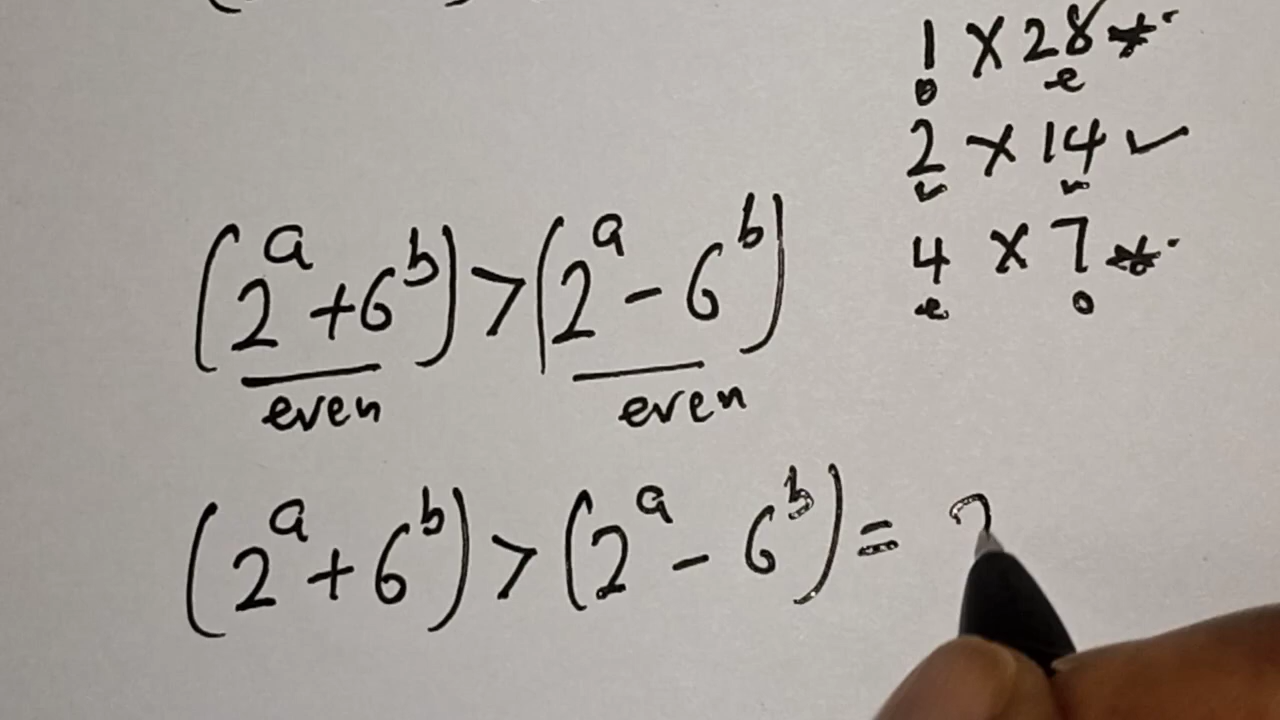 1 × 28 *
o e
2 × 14 ✓
✓ ✓
4 × 7 *
e o
(2^a + 6^b) > (2^a - 6^b)
even even
(2^a + 6^b) > (2^a - 6^b) =